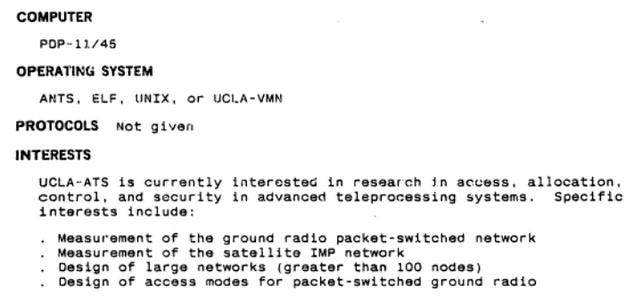 COMPUTER
PDP-11/45
OPERATING SYSTEM
ANTS, ELF, UNIX, or UCLA-VMN
PROTOCOLS Not given
INTERESTS
UCLA-ATS is currently interested in research in access, allocation,
control, and security in advanced teleprocessing systems. Specific
interests include:
. Measurement of the ground radio packet-switched network
. Measurement of the satellite IMP network
. Design of large networks (greater than 100 nodes)
. Design of access modes for packet-switched ground radio